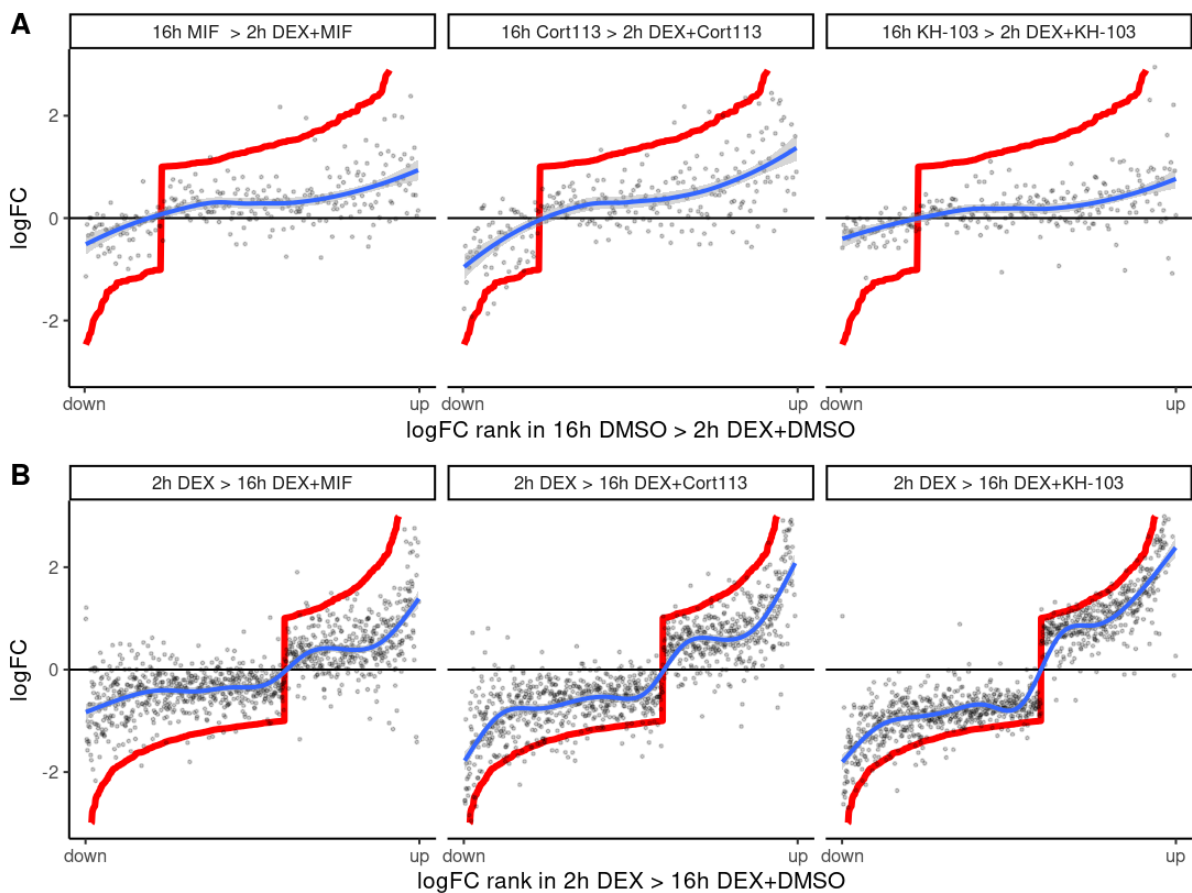 A
16h MIF > 2h DEX+MIF
16h Cort113 > 2h DEX+Cort113
16h KH-103 > 2h DEX+KH-103
logFC
2
0
-2
down
up
down
up
down
up
logFC rank in 16h DMSO > 2h DEX+DMSO
B
2h DEX > 16h DEX+MIF
2h DEX > 16h DEX+Cort113
2h DEX > 16h DEX+KH-103
logFC
2
0
-2
down
up
down
up
down
up
logFC rank in 2h DEX > 16h DEX+DMSO